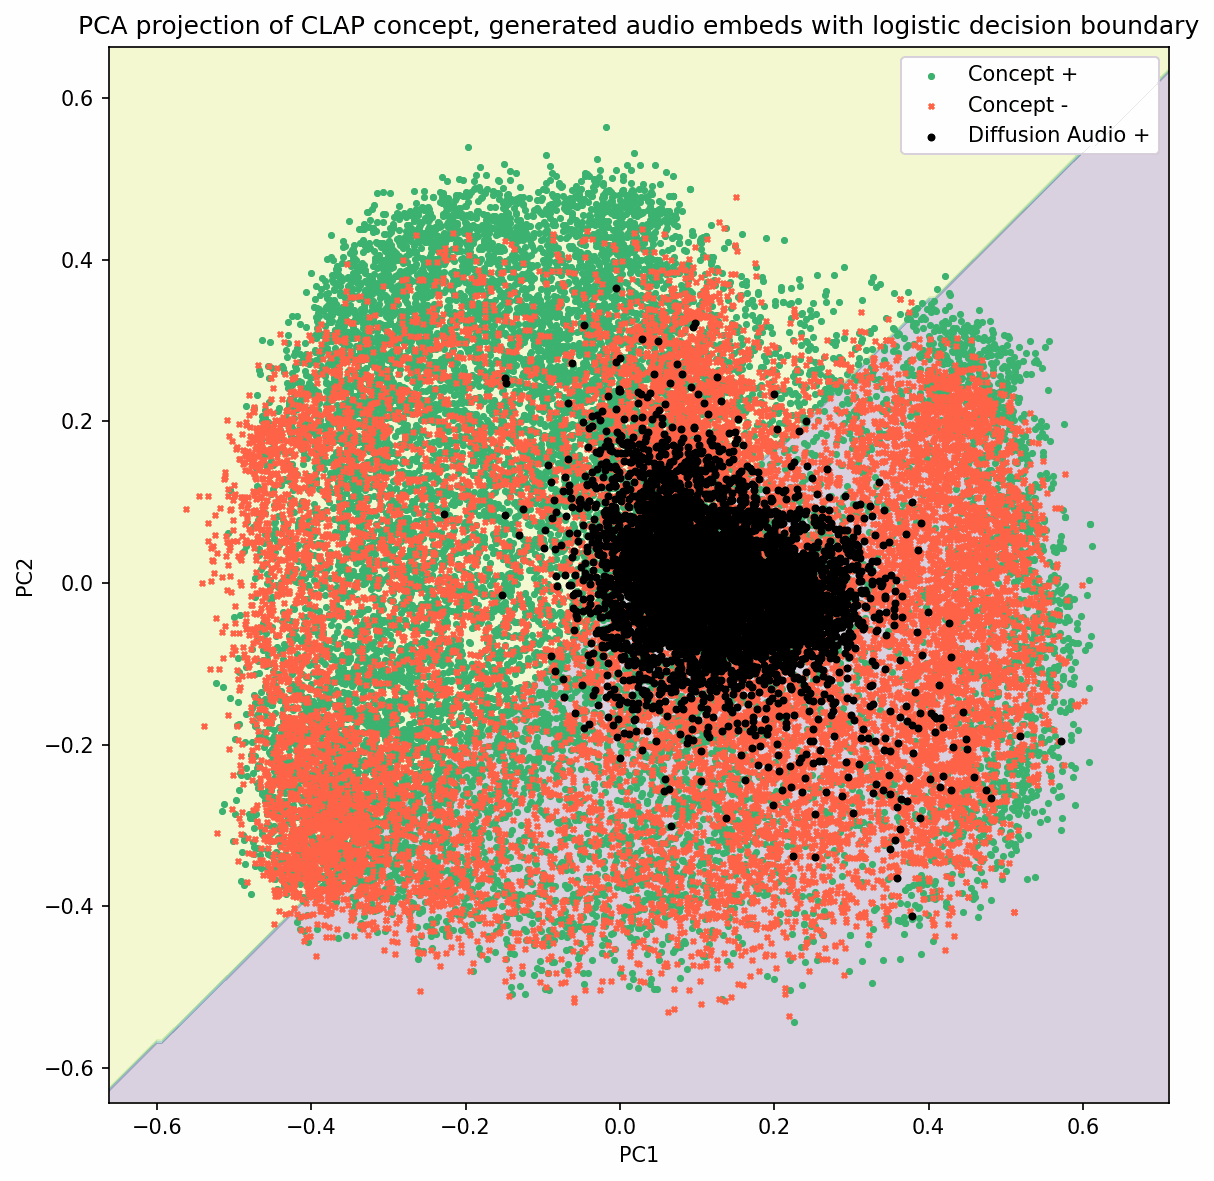 PCA projection of CLAP concept, generated audio embeds with logistic decision boundary
Concept +
Concept -
Diffusion Audio +
0.6
0.4
0.2
0.0
−0.2
−0.4
−0.6
PC2
−0.6
−0.4
−0.2
0.0
0.2
0.4
0.6
PC1